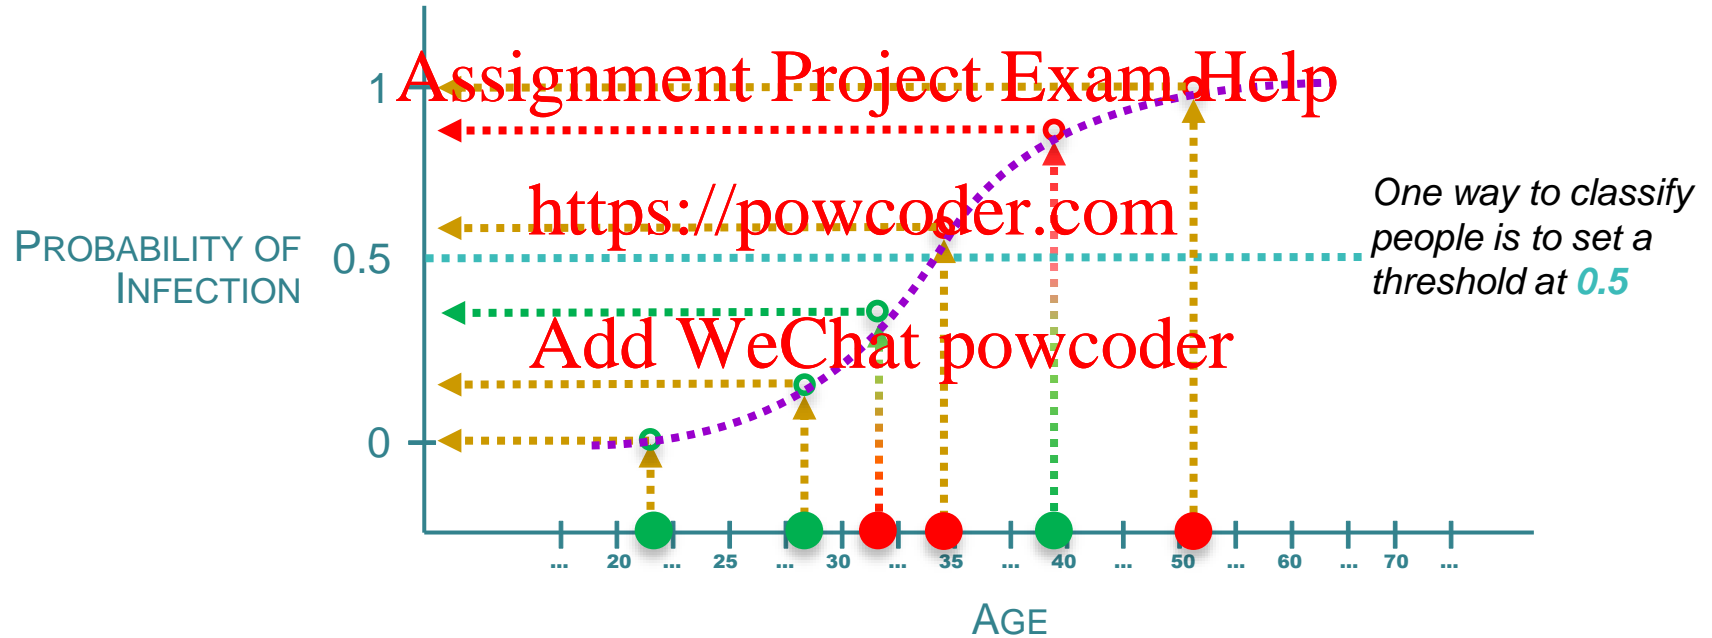 Assignment Project Exam Help
1
https://powcoder.com
One way to classify
people is to set a
threshold at 0.5
PROBABILITY OF
INFECTION
0.5
Add WeChat powcoder
0
... 20 ... 25 ... 30 ... 35 ... 40 ... 50 ... 60 ... 70 ...
AGE